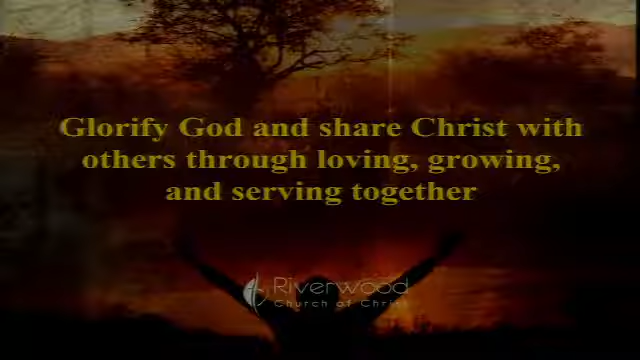 Glorify God and share Christ with
others through loving, growing,
and serving together
Riverwood
Church of Christ